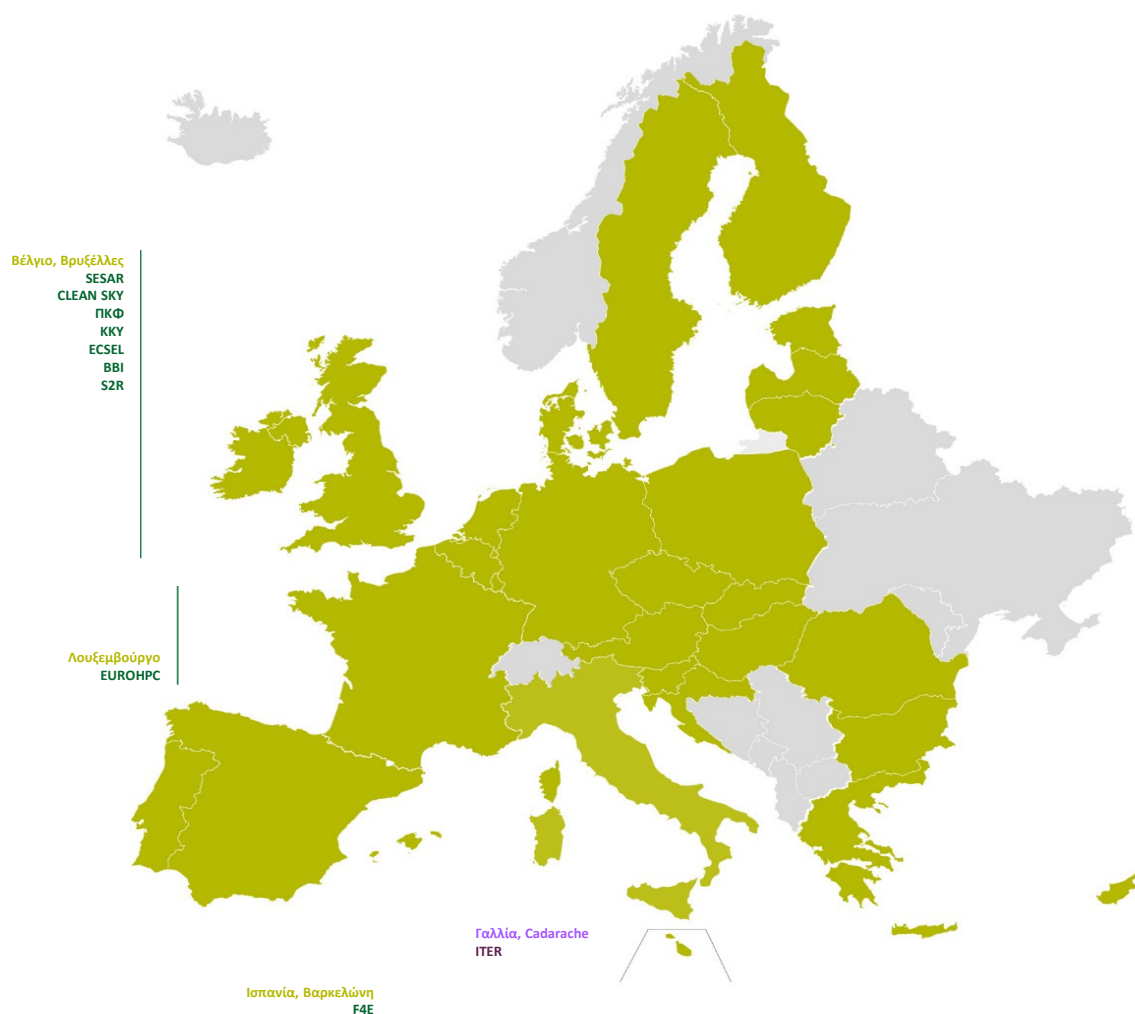 Βέλγιο, Βρυξέλλες
SESAR
CLEAN SKY
ΠΚΦ
ΚΚΥ
ECSEL
BBI
S2R
Λουξεμβούργο
EUROHPC
Γαλλία, Cadarache
ITER
Ισπανία, Βαρκελώνη
F4E